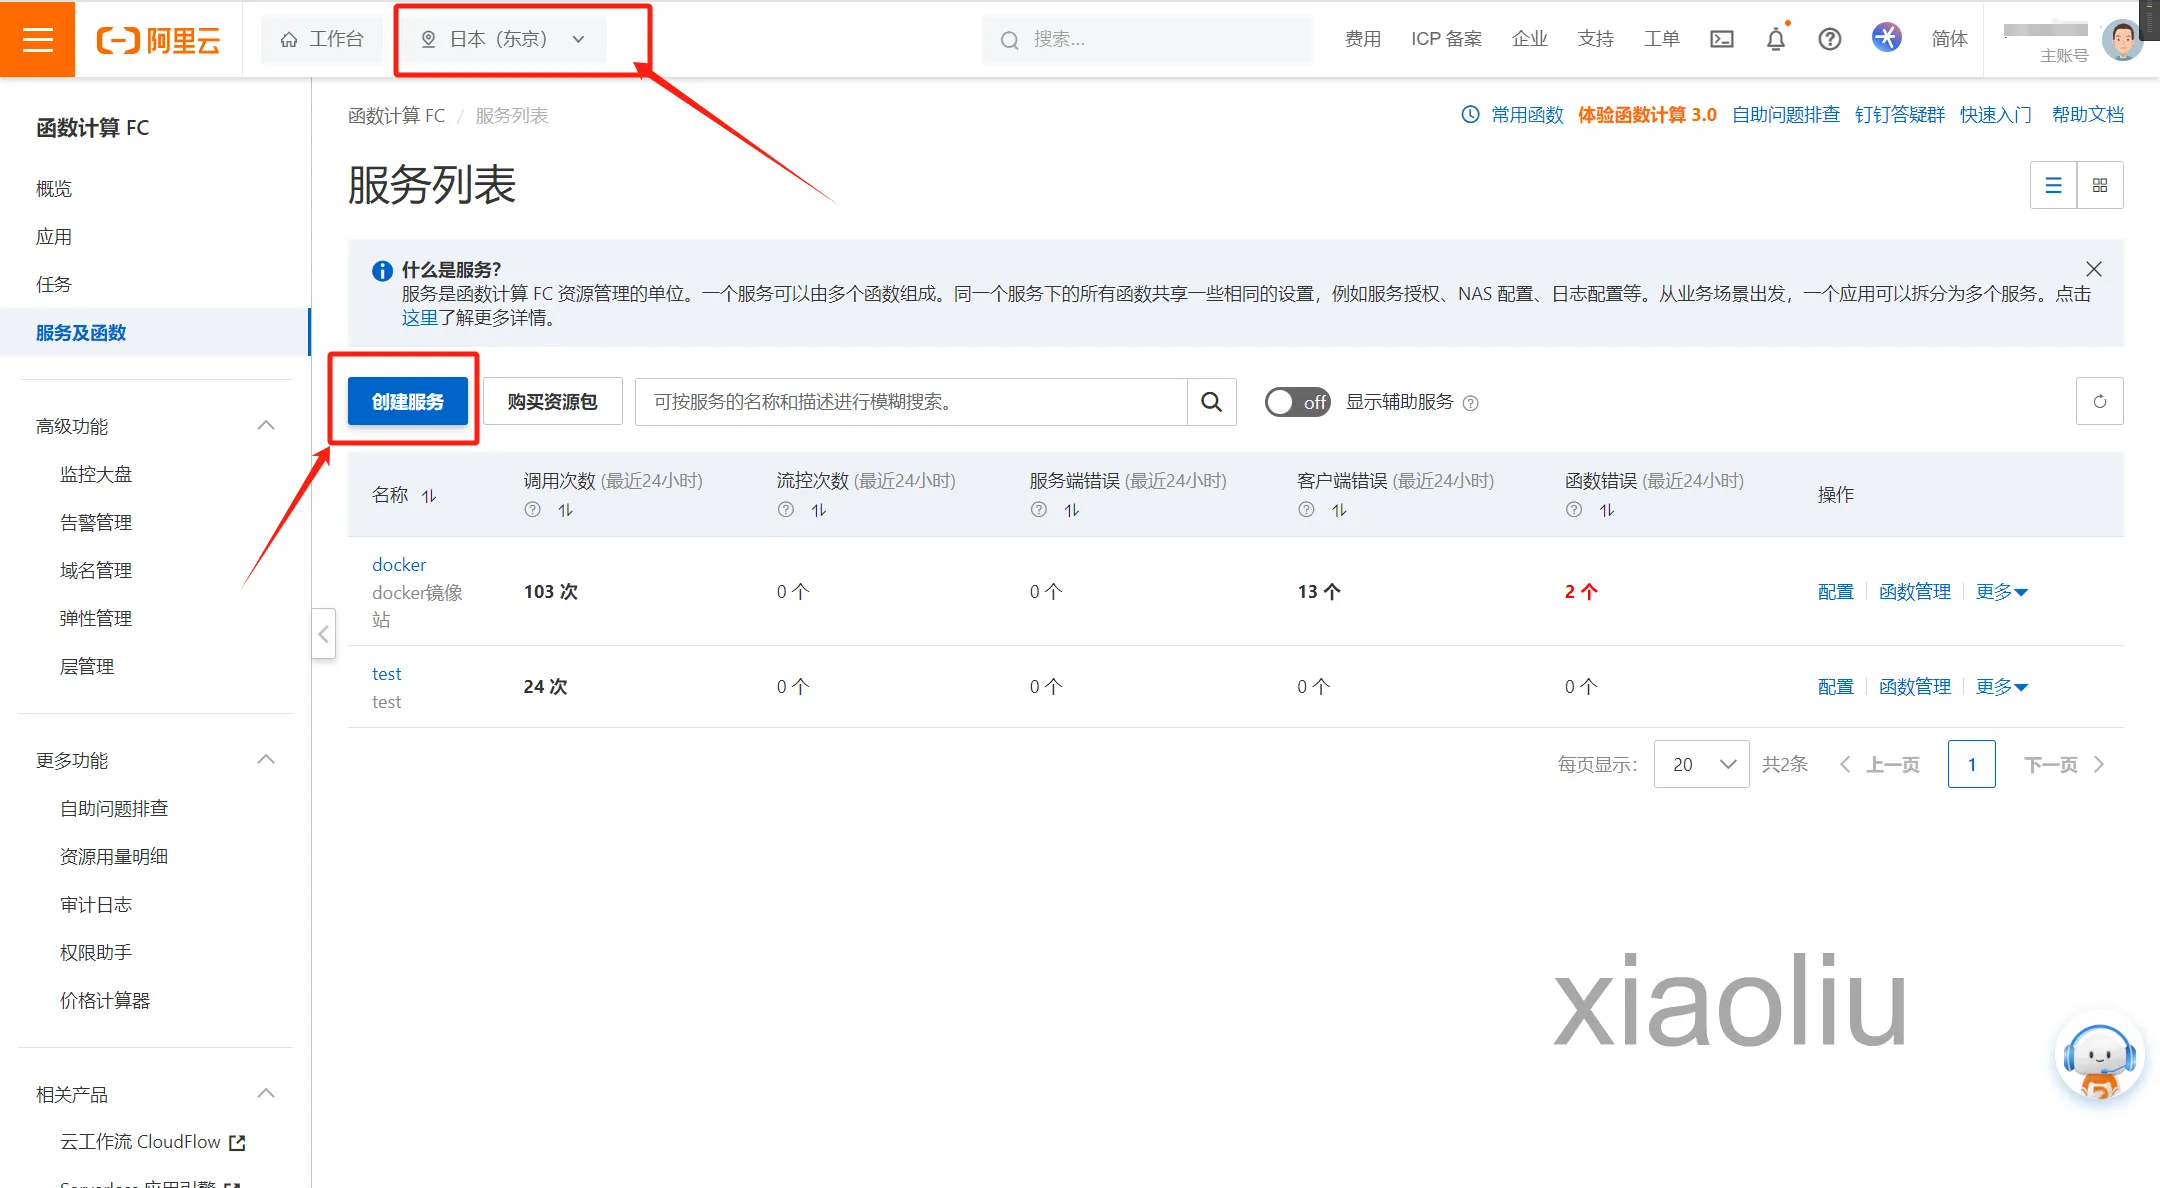 阿里云
工作台
日本（东京）
搜索...
费用
ICP 备案
企业
支持
工单
简体
主账号
函数计算 FC
概览
应用
任务
服务及函数
高级功能
监控大盘
告警管理
域名管理
弹性管理
层管理
更多功能
自助问题排查
资源用量明细
审计日志
权限助手
价格计算器
相关产品
云工作流 CloudFlow
Serverless 应用引擎
函数计算 FC / 服务列表
常用函数
体验函数计算 3.0
自助问题排查
钉钉答疑群
快速入门
帮助文档
服务列表
什么是服务?
服务是函数计算 FC 资源管理的单位。一个服务可以由多个函数组成。同一个服务下的所有函数共享一些相同的设置，例如服务授权、NAS 配置、日志配置等。从业务场景出发，一个应用可以拆分为多个服务。点击
这里了解更多详情。
创建服务
购买资源包
可按服务的名称和描述进行模糊搜索。
off
显示辅助服务
名称
调用次数 (最近24小时)
流控次数 (最近24小时)
服务端错误 (最近24小时)
客户端错误 (最近24小时)
函数错误 (最近24小时)
操作
docker
docker镜像
站
103 次
0 个
0 个
13 个
2 个
配置
函数管理
更多
test
test
24 次
0 个
0 个
0 个
0 个
配置
函数管理
更多
每页显示:
20
共2条
上一页
1
下一页
xiaoliu